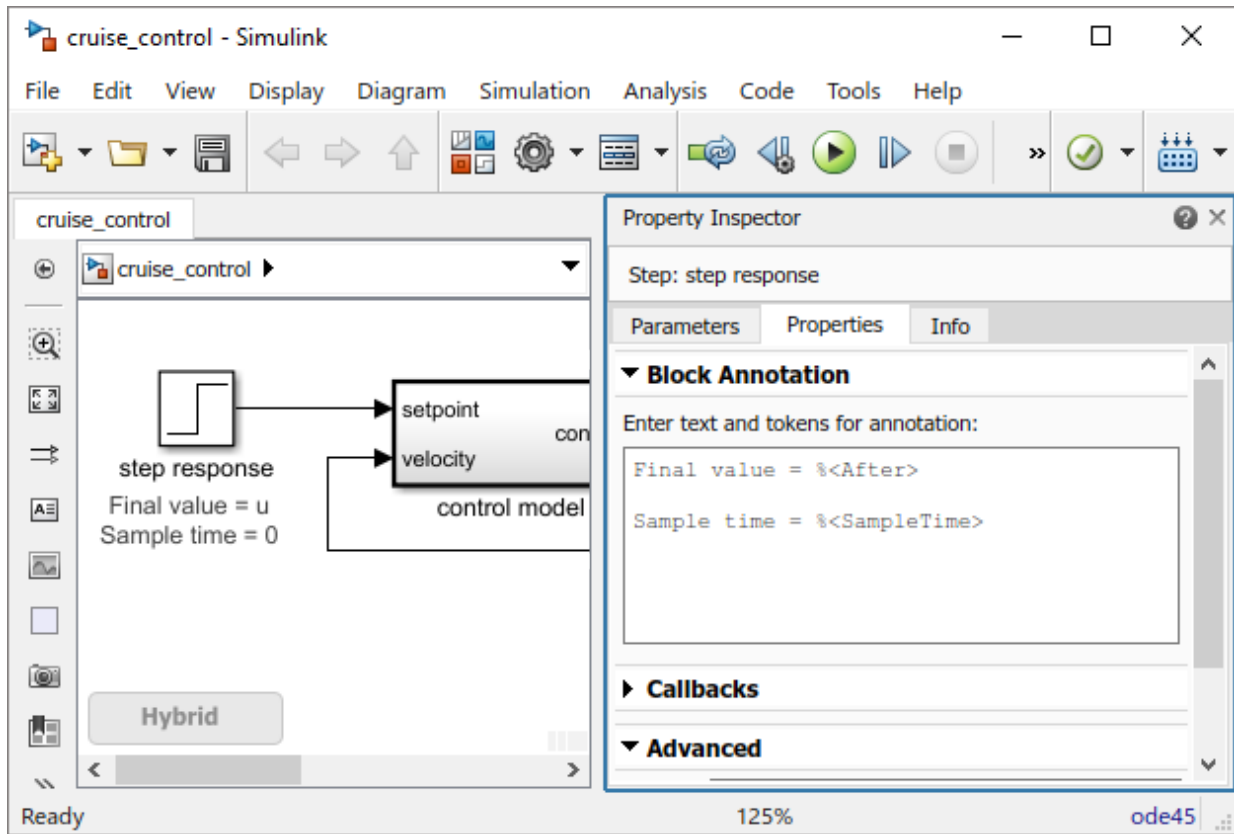 cruise_control - Simulink
File Edit View Display Diagram Simulation Analysis Code Tools Help
cruise_control
cruise_control
setpoint
con
velocity
step response
control model
Final value = u
Sample time = 0
Hybrid
Property Inspector
Step: step response
Parameters Properties Info
Block Annotation
Enter text and tokens for annotation:
Final value = %<After>
Sample time = %<SampleTime>
Callbacks
Advanced
Ready 125% ode45